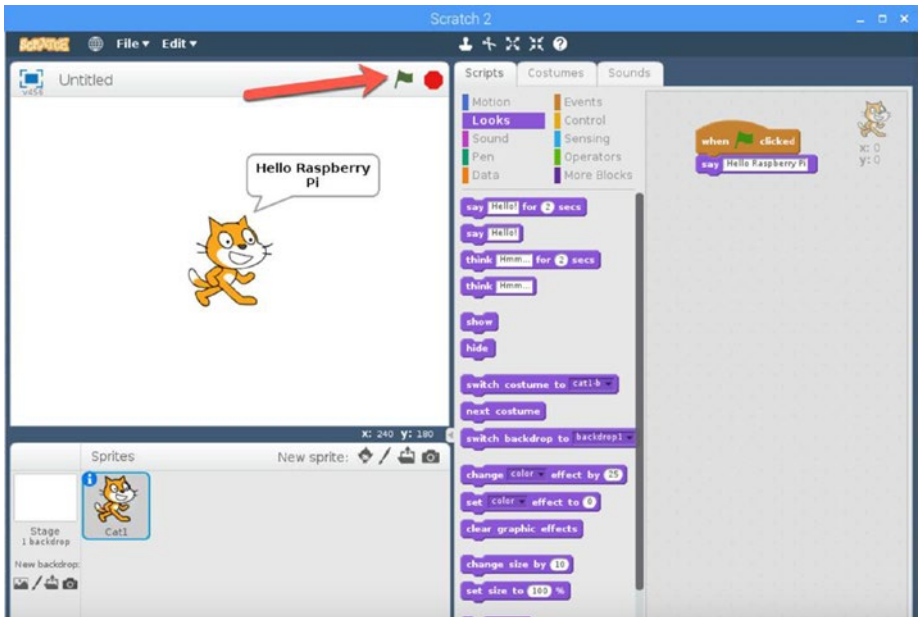 Scratch 2
SCRATCH File Edit
v456 Untitled
Hello Raspberry
Pi
X: 240 Y: 180
Sprites New sprite:
Stage
1 backdrop
New backdrop:
Cat1
Scripts Costumes Sounds
Motion Events
Looks Control
Sound Sensing
Pen Operators
Data More Blocks
say Hello! for 2 secs
say Hello!
think Hmm... for 2 secs
think Hmm...
show
hide
switch costume to cat1-b
next costume
switch backdrop to backdrop1
change color effect by 25
set color effect to 0
clear graphic effects
change size by 10
set size to 100 %
when clicked
say Hello Raspberry Pi
x: 0
y: 0